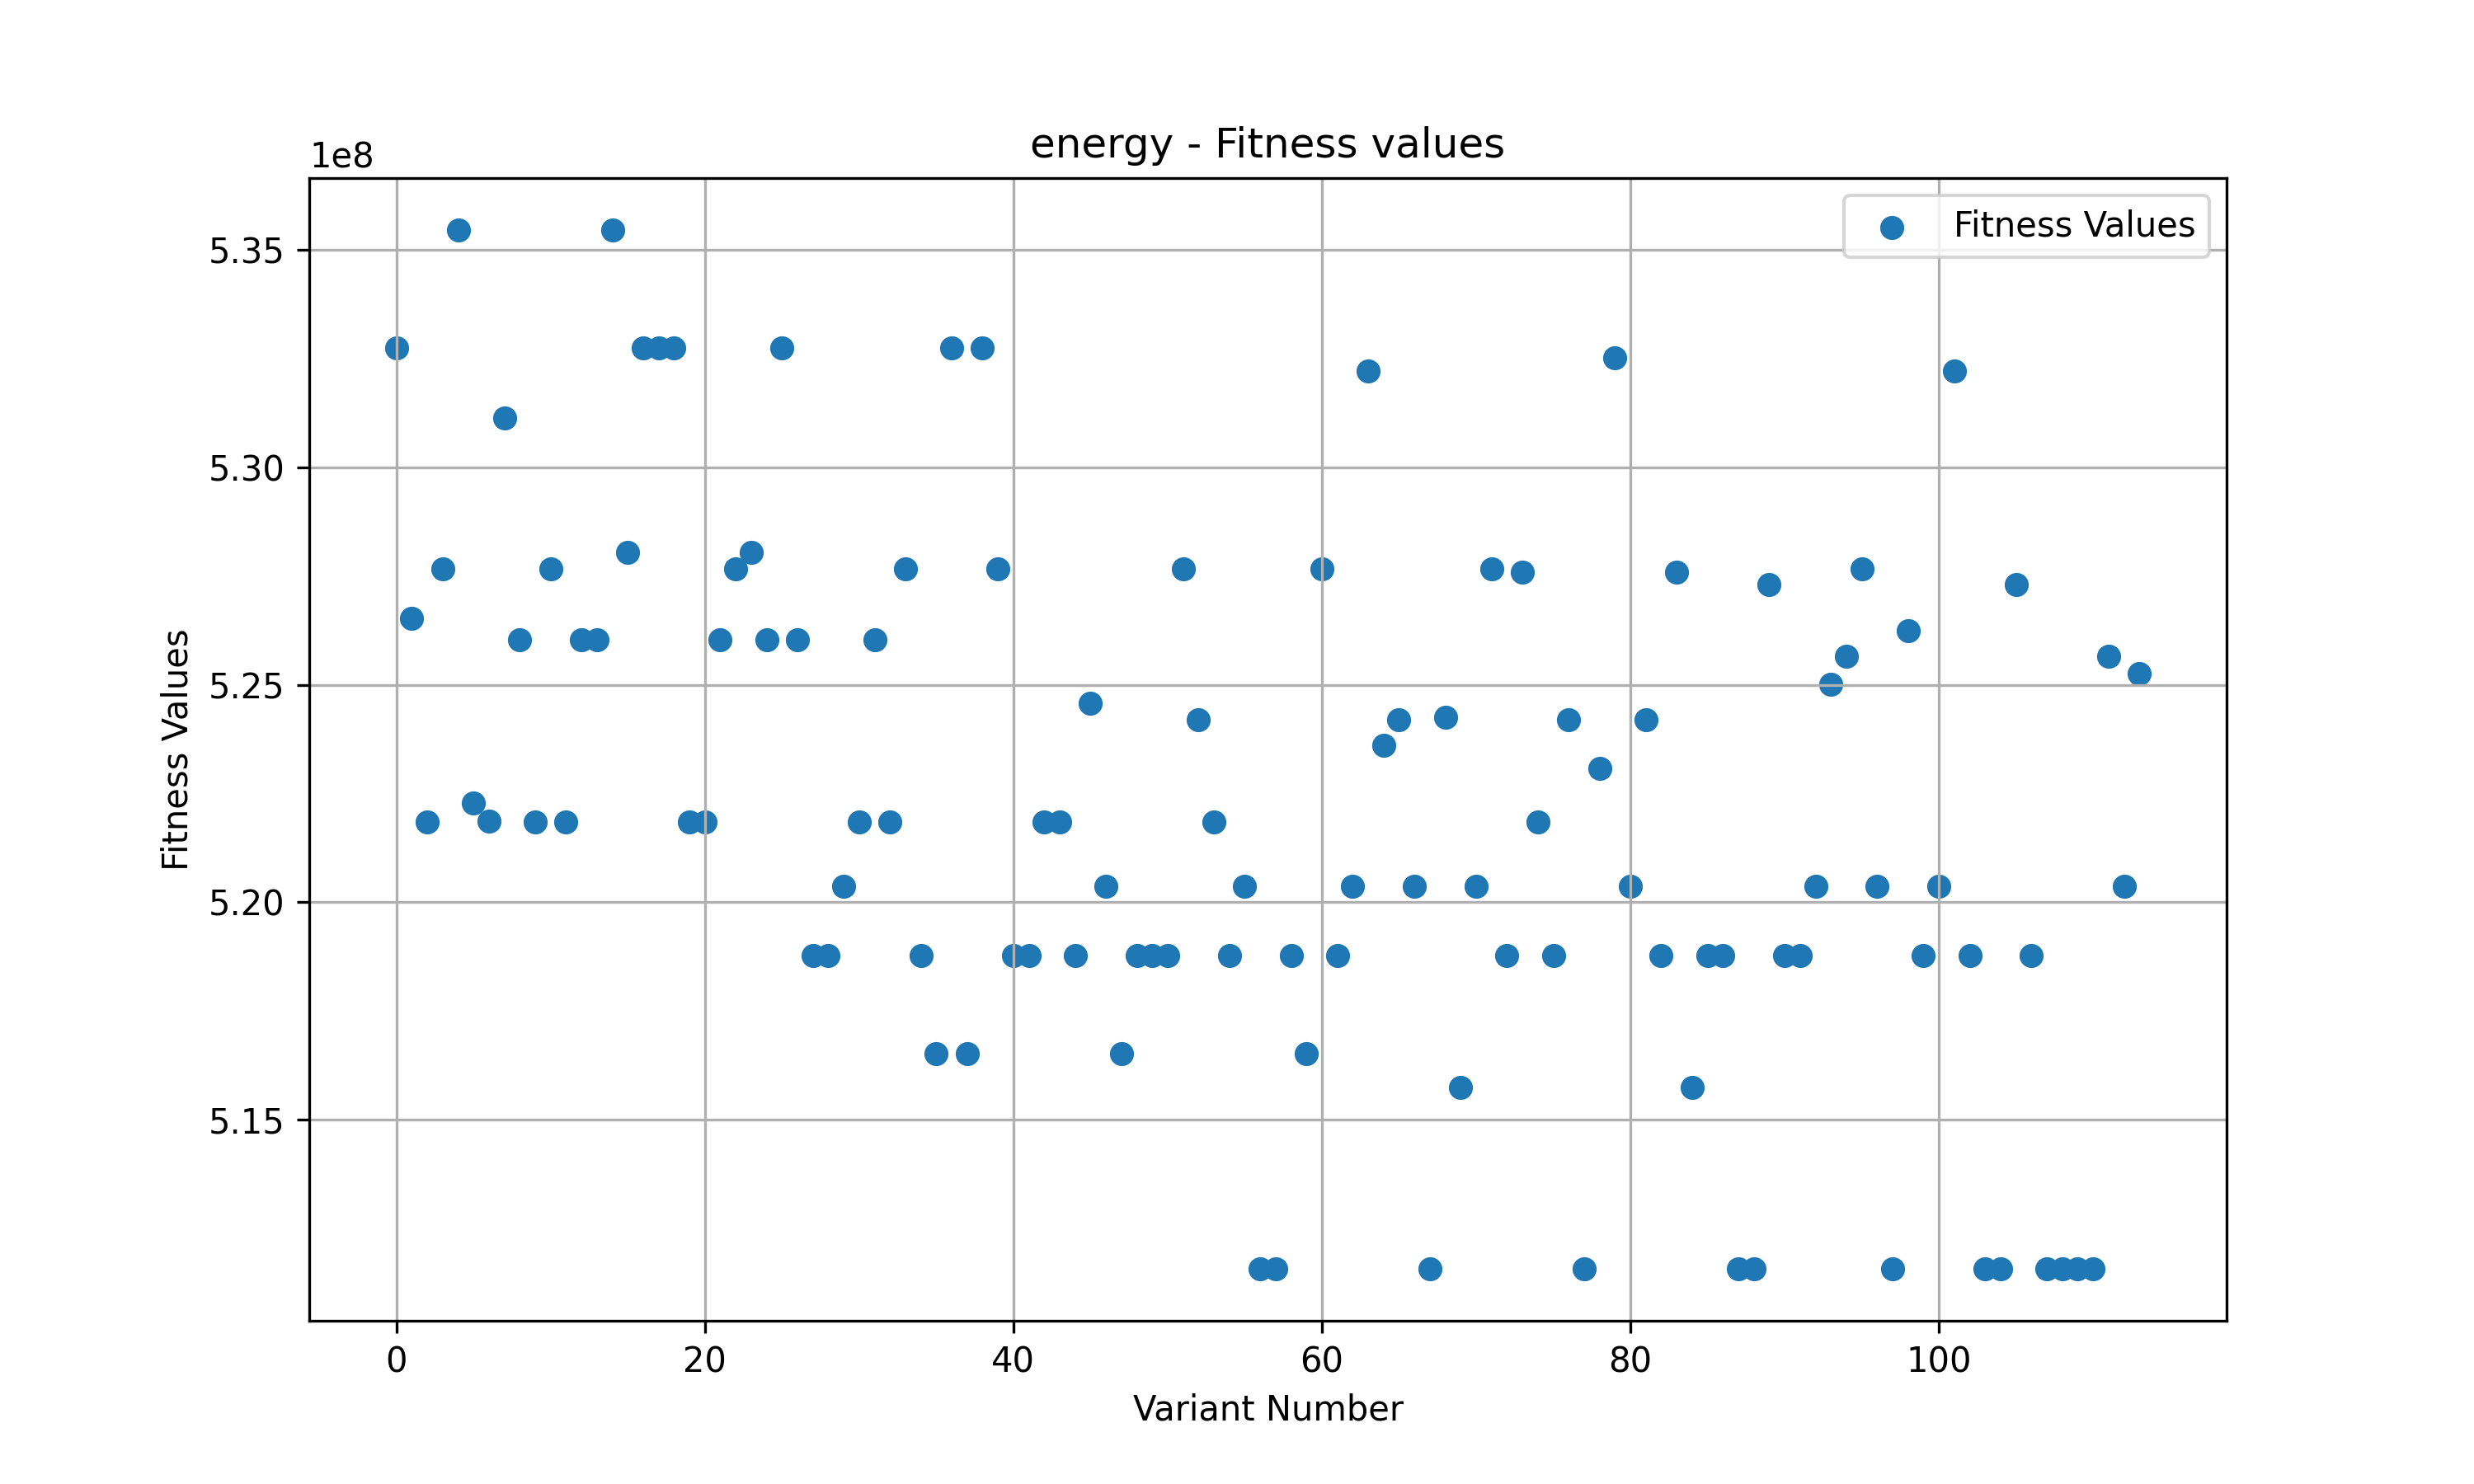 energy - Fitness values
1e8
Fitness Values
5.35
5.30
5.25
5.20
5.15
Fitness Values
0 20 40 60 80 100
Variant Number